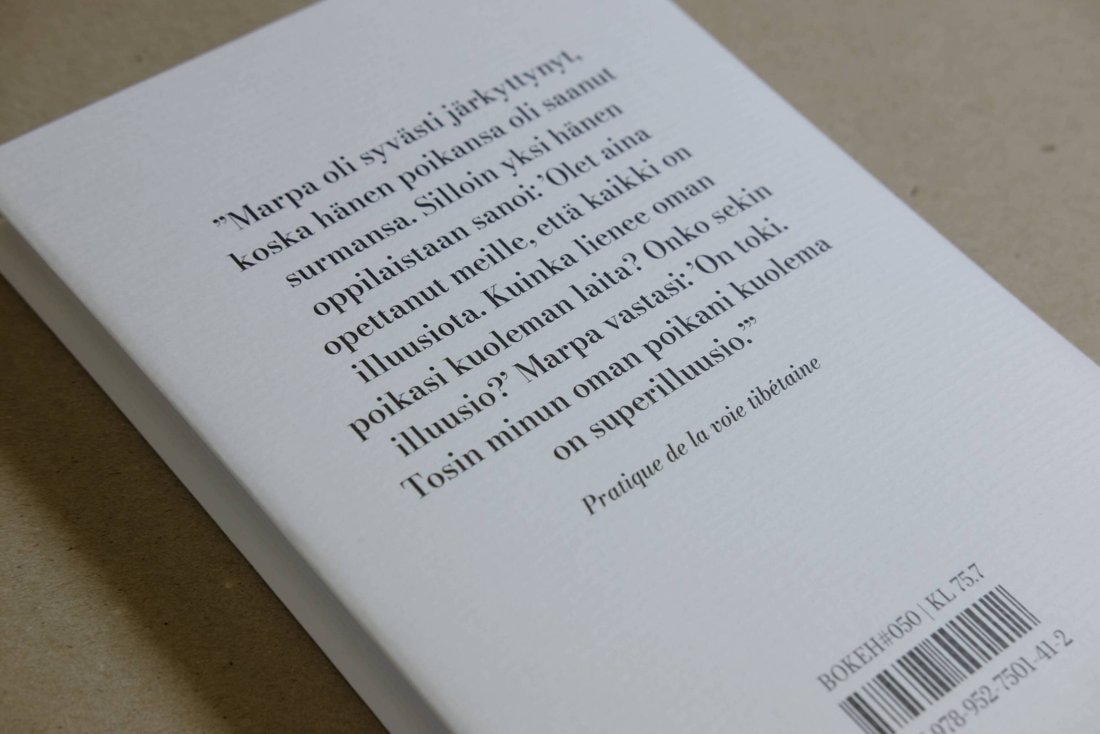 ”Marpa oli syvästi järkyttynyt,
koska hänen poikansa oli saanut
surmansa. Silloin yksi hänen
oppilaistaan sanoi: ’Olet aina
opettanut meille, että kaikki on
illuusiota. Kuinka lienee oman
poikasi kuoleman laita? Onko sekin
illuusio?’ Marpa vastasi: ’On toki.
Tosin minun oman poikani kuolema
on superilluusio.’”
Pratique de la voie tibétaine
BOKEH#050 | KL 75.7
978-952-7501-41-2